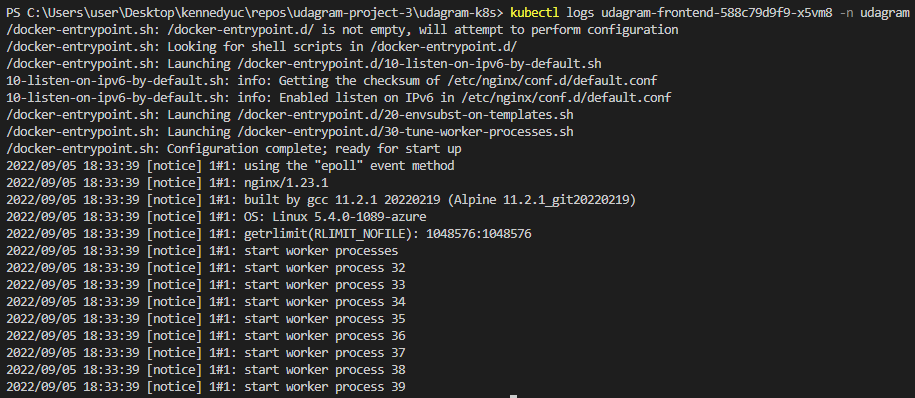 PS C:\Users\user\Desktop\kennedyuc\repos\udagram-project-3\udagram-k8s> kubectl logs udagram-frontend-588c79d9f9-x5vm8 -n udagram
/docker-entrypoint.sh: /docker-entrypoint.d/ is not empty, will attempt to perform configuration
/docker-entrypoint.sh: Looking for shell scripts in /docker-entrypoint.d/
/docker-entrypoint.sh: Launching /docker-entrypoint.d/10-listen-on-ipv6-by-default.sh
10-listen-on-ipv6-by-default.sh: info: Getting the checksum of /etc/nginx/conf.d/default.conf
10-listen-on-ipv6-by-default.sh: info: Enabled listen on IPv6 in /etc/nginx/conf.d/default.conf
/docker-entrypoint.sh: Launching /docker-entrypoint.d/20-envsubst-on-templates.sh
/docker-entrypoint.sh: Launching /docker-entrypoint.d/30-tune-worker-processes.sh
/docker-entrypoint.sh: Configuration complete; ready for start up
2022/09/05 18:33:39 [notice] 1#1: using the "epoll" event method
2022/09/05 18:33:39 [notice] 1#1: nginx/1.23.1
2022/09/05 18:33:39 [notice] 1#1: built by gcc 11.2.1 20220219 (Alpine 11.2.1_git20220219)
2022/09/05 18:33:39 [notice] 1#1: OS: Linux 5.4.0-1089-azure
2022/09/05 18:33:39 [notice] 1#1: getrlimit(RLIMIT_NOFILE): 1048576:1048576
2022/09/05 18:33:39 [notice] 1#1: start worker processes
2022/09/05 18:33:39 [notice] 1#1: start worker process 32
2022/09/05 18:33:39 [notice] 1#1: start worker process 33
2022/09/05 18:33:39 [notice] 1#1: start worker process 34
2022/09/05 18:33:39 [notice] 1#1: start worker process 35
2022/09/05 18:33:39 [notice] 1#1: start worker process 36
2022/09/05 18:33:39 [notice] 1#1: start worker process 37
2022/09/05 18:33:39 [notice] 1#1: start worker process 38
2022/09/05 18:33:39 [notice] 1#1: start worker process 39